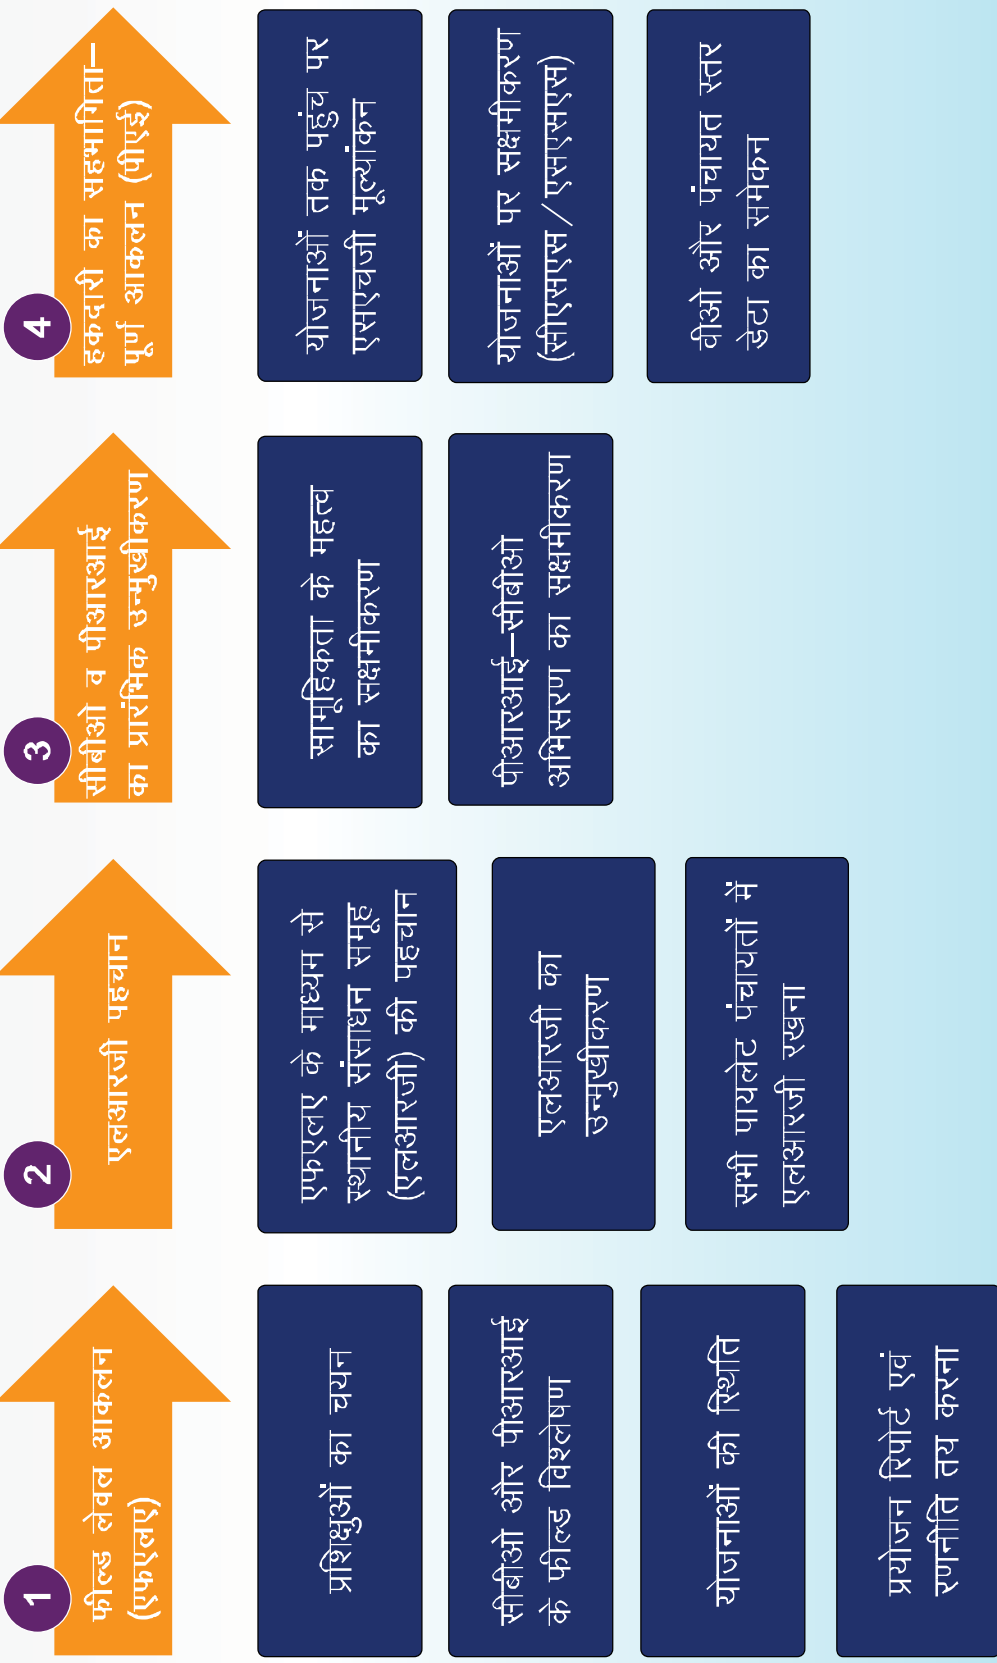 1
फील्ड लेवल आकलन
(एफएलए)
प्रशिक्षुओं का चयन
सीबीओ और पीआरआई
के फील्ड विश्लेषण
योजनाओं की स्थिति
प्रयोजन रिपोर्ट एवं
रणनीति तय करना
2
एलआरजी पहचान
एफएलए के माध्यम से
स्थानीय संसाधन समूह
(एलआरजी) की पहचान
एलआरजी का
उन्मुखीकरण
सभी पायलेट पंचायतों में
एलआरजी रखना
3
सीबीओ व पीआरआई
का प्रारंभिक उन्मुखीकरण
सामुहिकता के महत्व
का सक्षमीकरण
पीआरआई–सीबीओ
अभिसरण का सक्षमीकरण
4
हकदारी का सहभागिता–
पूर्ण आकलन (पीएई)
योजनाओं तक पहुंच पर
एसएचजी मूल्यांकन
योजनाओं पर सक्षमीकरण
(सीएसएस / एसएसएस)
वीओ और पंचायत स्तर
डेटा का समेकन